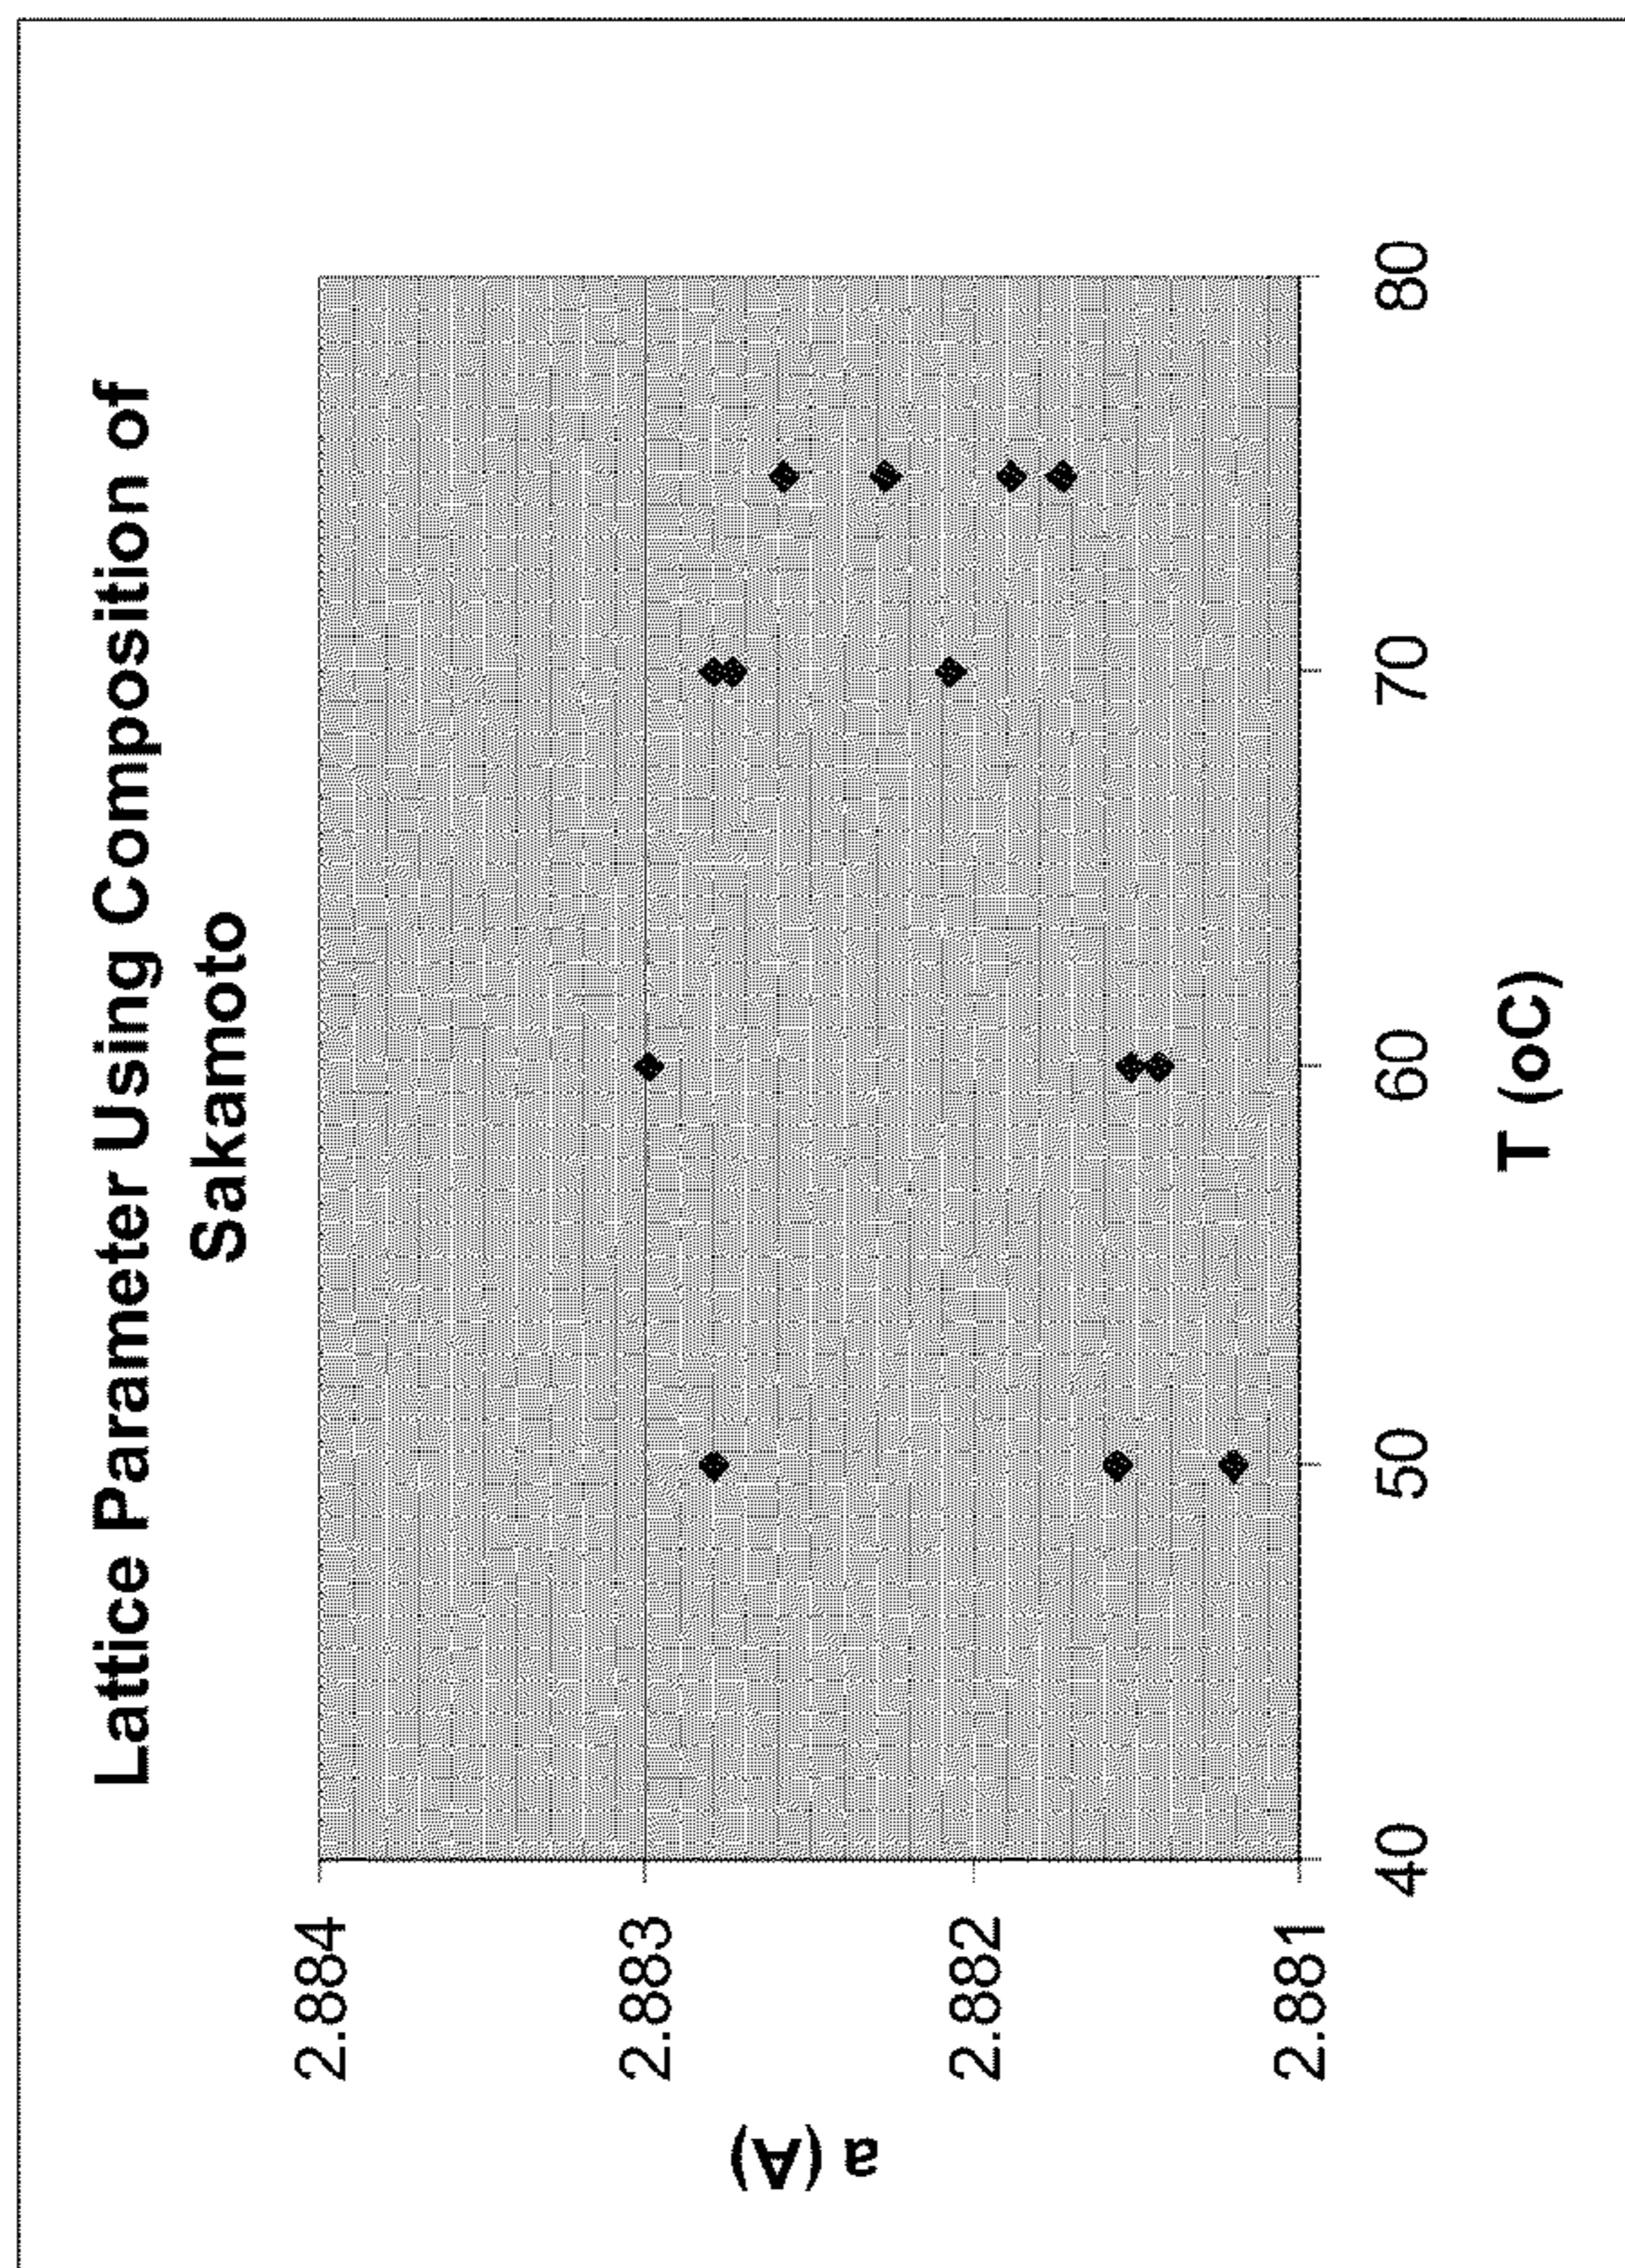 Lattice Parameter Using Composition of
Sakamoto
a (A)
2.884
2.883
2.882
2.881
40
50
60
70
80
T (oC)